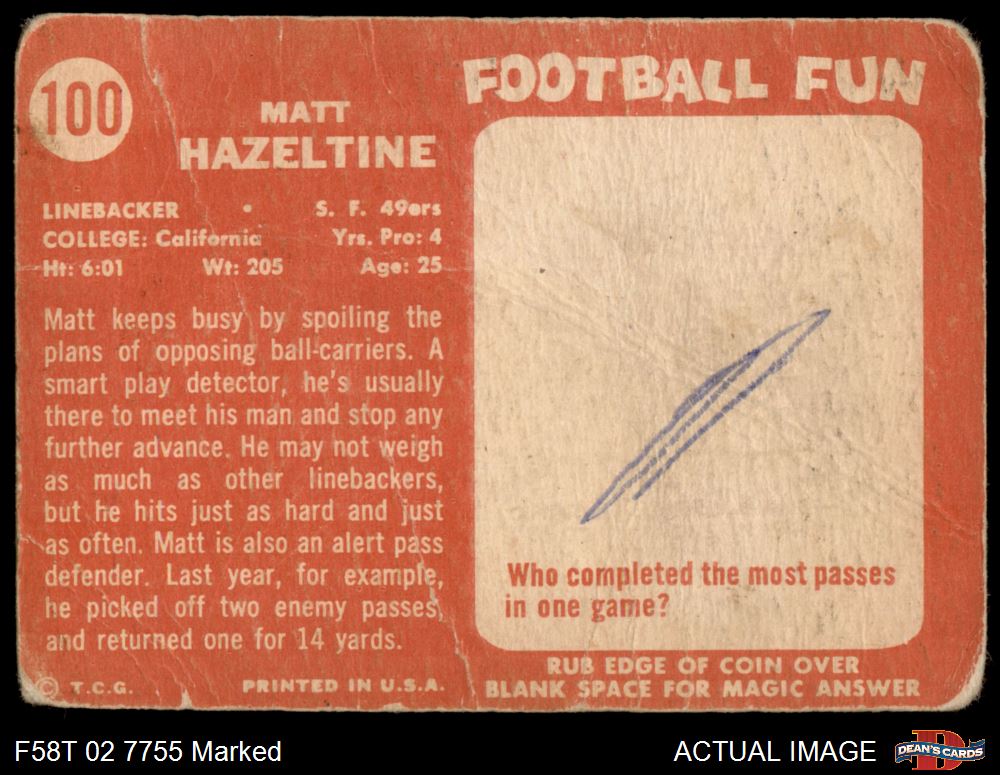 100
MATT
HAZELTINE
LINEBACKER • S. F. 49ers
COLLEGE: California Yrs. Pro: 4
Ht: 6:01 Wt: 205 Age: 25
Matt keeps busy by spoiling the
plans of opposing ball-carriers. A
smart play detector, he's usually
there to meet his man and stop any
further advance. He may not weigh
as much as other linebackers,
but he hits just as hard and just
as often. Matt is also an alert pass
defender. Last year, for example,
he picked off two enemy passes,
and returned one for 14 yards.
© T.C.G. PRINTED IN U.S.A.
FOOTBALL FUN
Who completed the most passes
in one game?
RUB EDGE OF COIN OVER
BLANK SPACE FOR MAGIC ANSWER
F58T 02 7755 Marked
ACTUAL IMAGE
DEAN'S CARDS